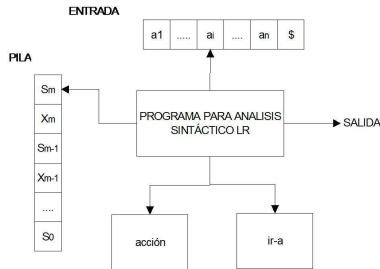 ENTRADA
a1 ..... ai .... an $
PILA
Sm
Xm
Sm-1
Xm-1
....
S0
PROGRAMA PARA ANALISIS
SINTÁCTICO LR
SALIDA
acción
ir-a